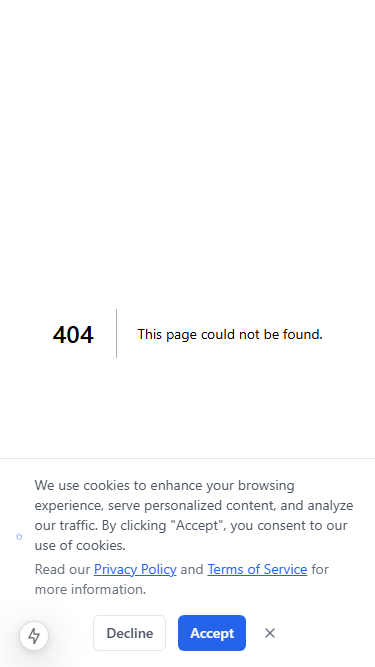 404
This page could not be found.
We use cookies to enhance your browsing
experience, serve personalized content, and analyze
our traffic. By clicking "Accept", you consent to our
use of cookies.
Read our Privacy Policy and Terms of Service for
more information.
Decline
Accept